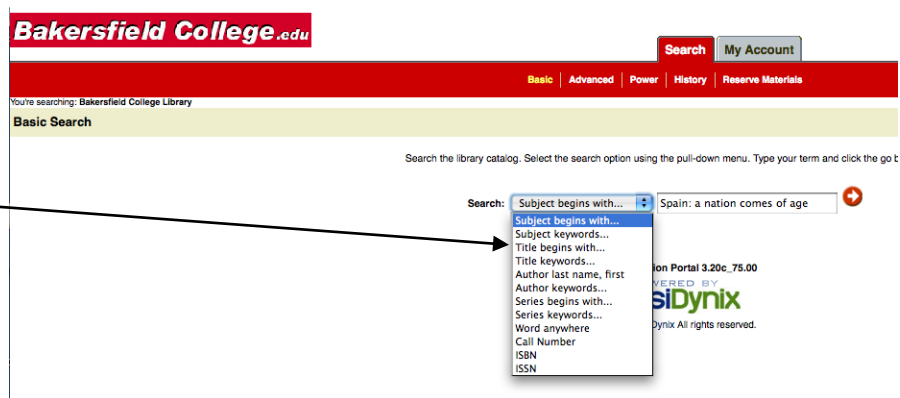 Bakersfield College.edu
Search My Account
Basic Advanced Power History Reserve Materials
You're searching: Bakersfield College Library
Basic Search
Search the library catalog. Select the search option using the pull-down menu. Type your term and click the go
Search: Subject begins with... Spain: a nation comes of age
Subject begins with...
Subject keywords...
Title begins with...
Title keywords...
Author last name, first
Author keywords...
Series begins with...
Series keywords...
Word anywhere
Call Number
ISBN
ISSN
Portal 3.20c_75.00
BY
All rights reserved.